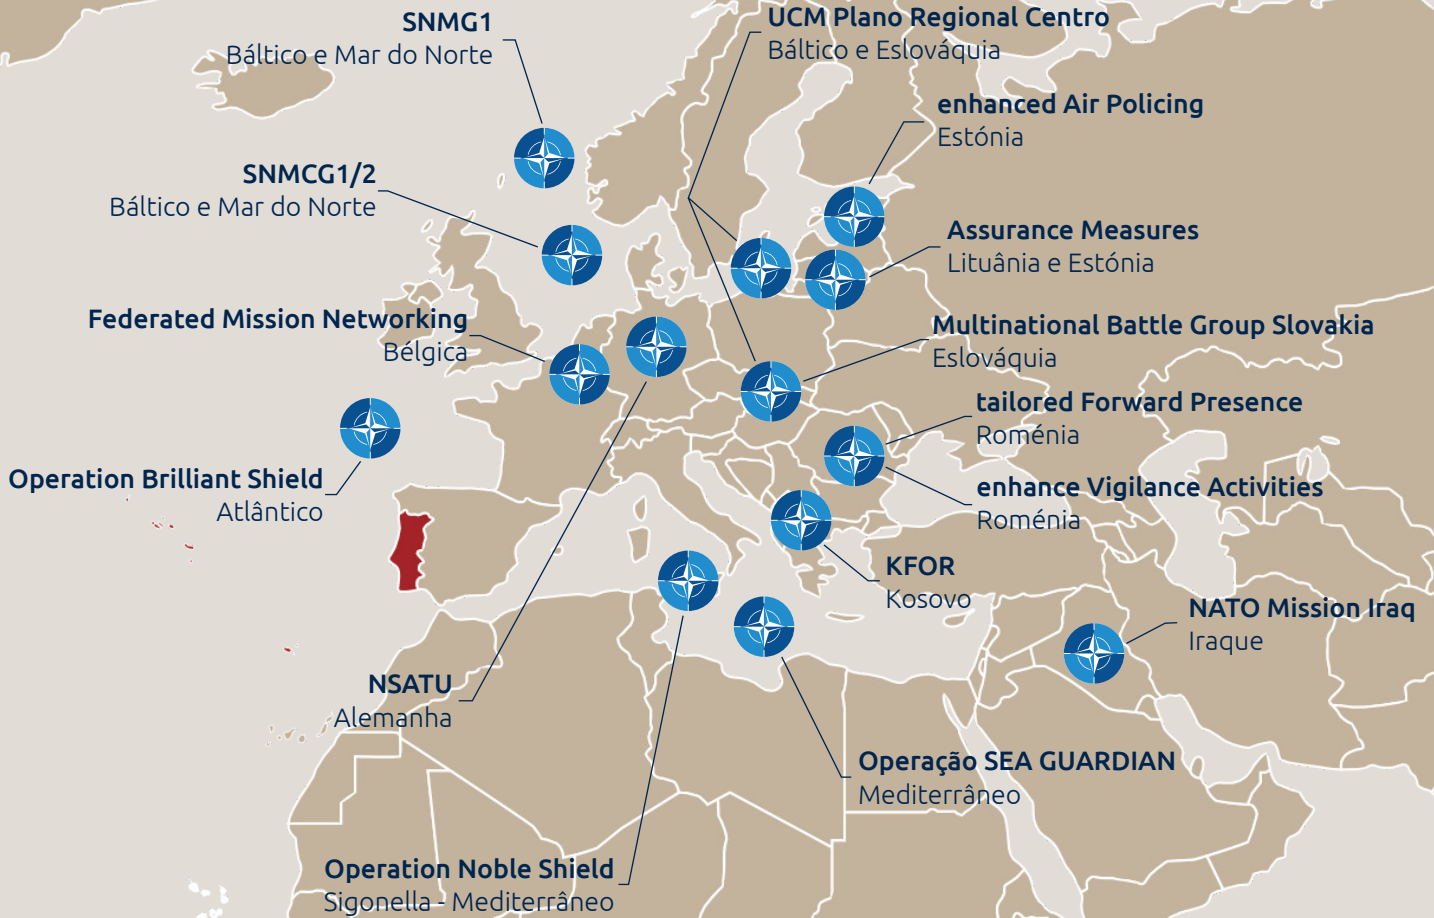 SNMG1
Báltico e Mar do Norte
UCM Plano Regional Centro
Báltico e Eslováquia
enhanced Air Policing
Estónia
SNMCG1/2
Báltico e Mar do Norte
Assurance Measures
Lituânia e Estónia
Federated Mission Networking
Bélgica
Multinational Battle Group Slovakia
Eslováquia
tailored Forward Presence
Roménia
Operation Brilliant Shield
Atlântico
enhance Vigilance Activities
Roménia
KFOR
Kosovo
NATO Mission Iraq
Iraque
NSATU
Alemanha
Operação SEA GUARDIAN
Mediterrâneo
Operation Noble Shield
Sigonella - Mediterrâneo